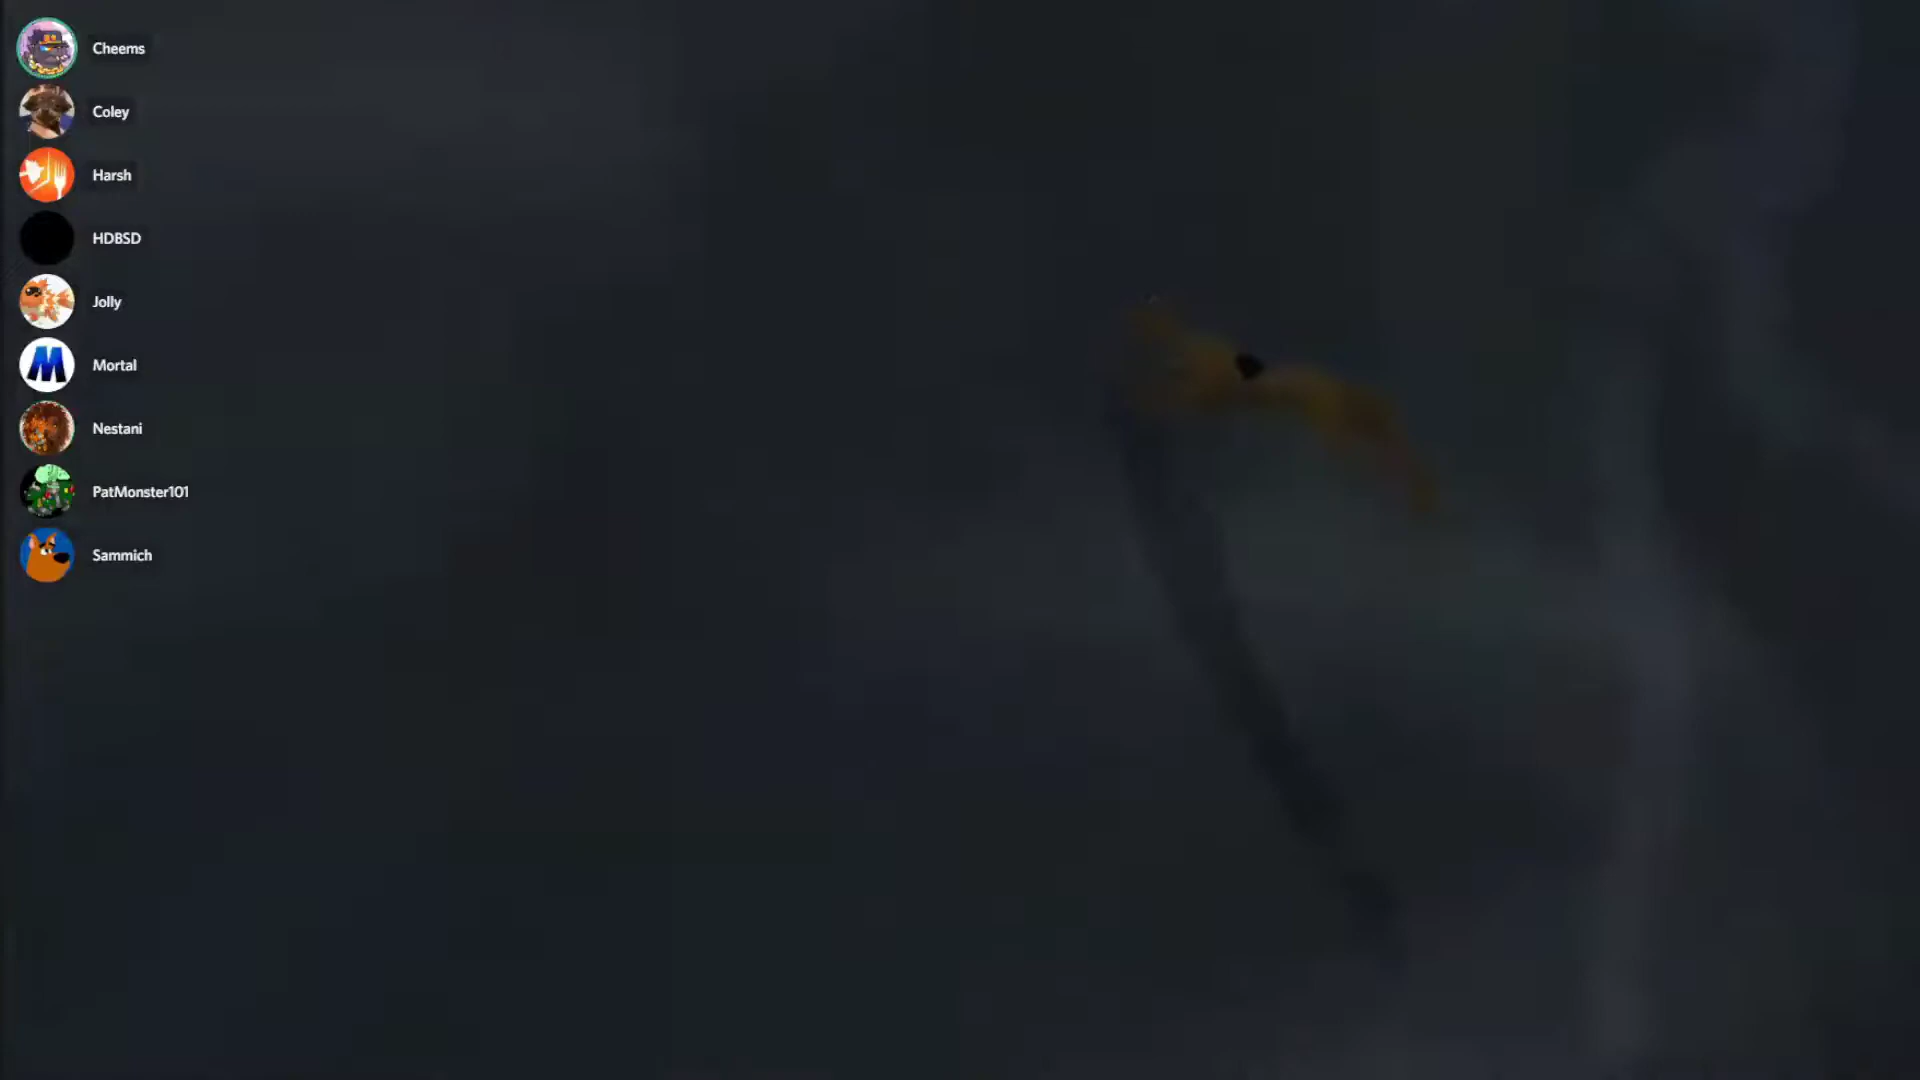 Cheems
Coley
Harsh
HDBSD
Jolly
M
Mortal
Nestani
PatMonster101
Sammich